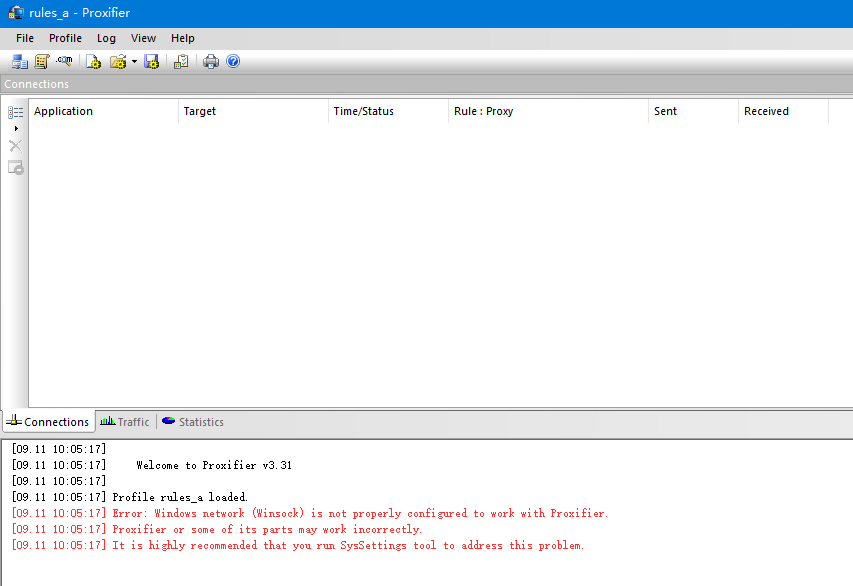 rules_a - Proxifier
File Profile Log View Help
.com
Connections
Application Target Time/Status Rule : Proxy Sent Received
Connections Traffic Statistics
[09.11 10:05:17]
[09.11 10:05:17] Welcome to Proxifier v3.31
[09.11 10:05:17]
[09.11 10:05:17] Profile rules_a loaded.
[09.11 10:05:17] Error: Windows network (Winsock) is not properly configured to work with Proxifier.
[09.11 10:05:17] Proxifier or some of its parts may work incorrectly.
[09.11 10:05:17] It is highly recommended that you run SysSettings tool to address this problem.